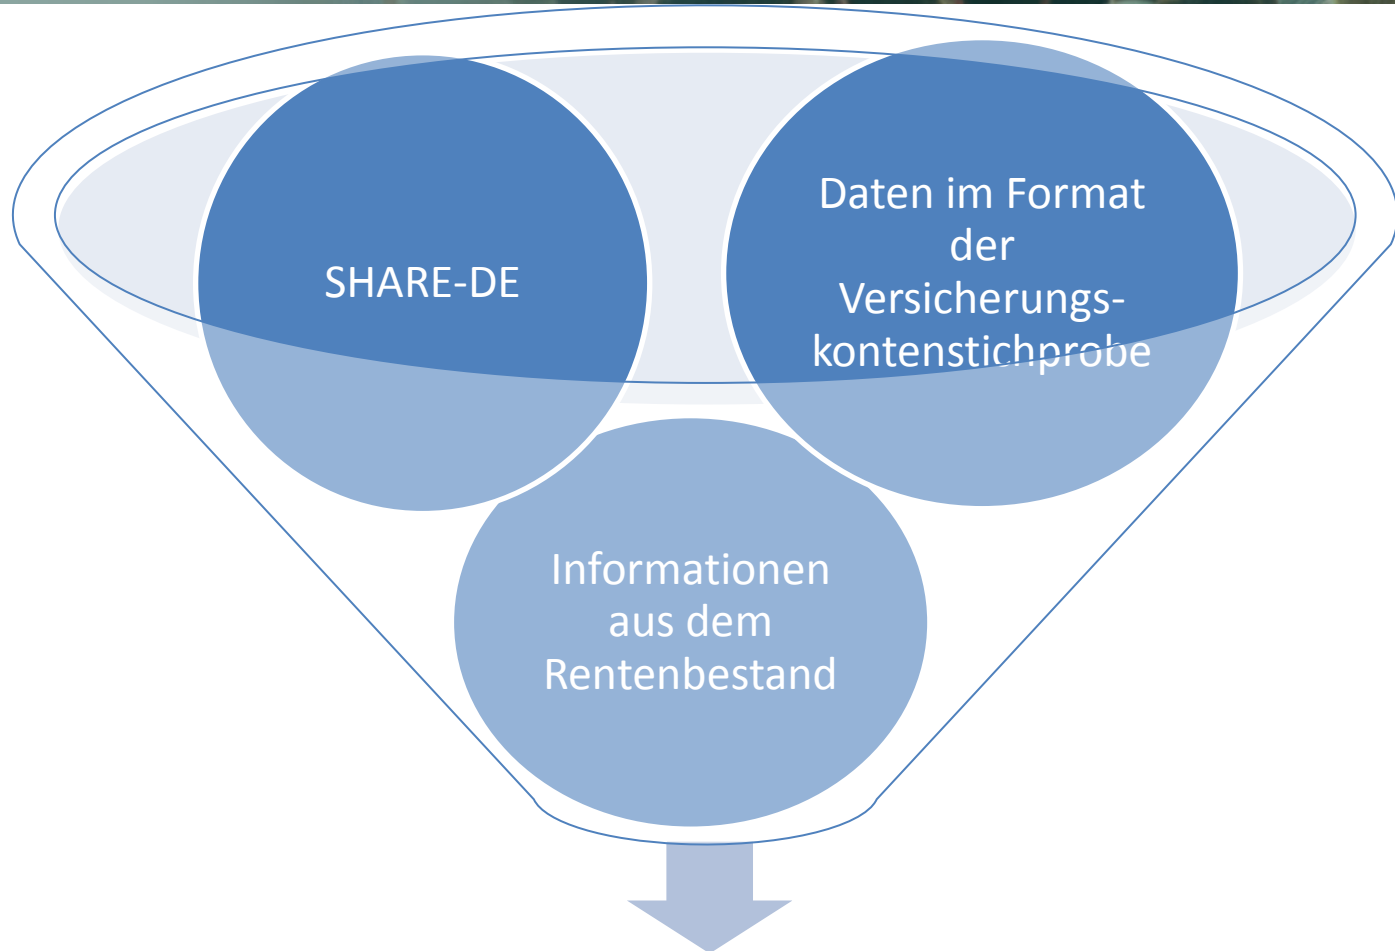 SHARE-DE
Daten im Format
der
Versicherungs-
kontenstichprobe
Informationen
aus dem
Rentenbestand